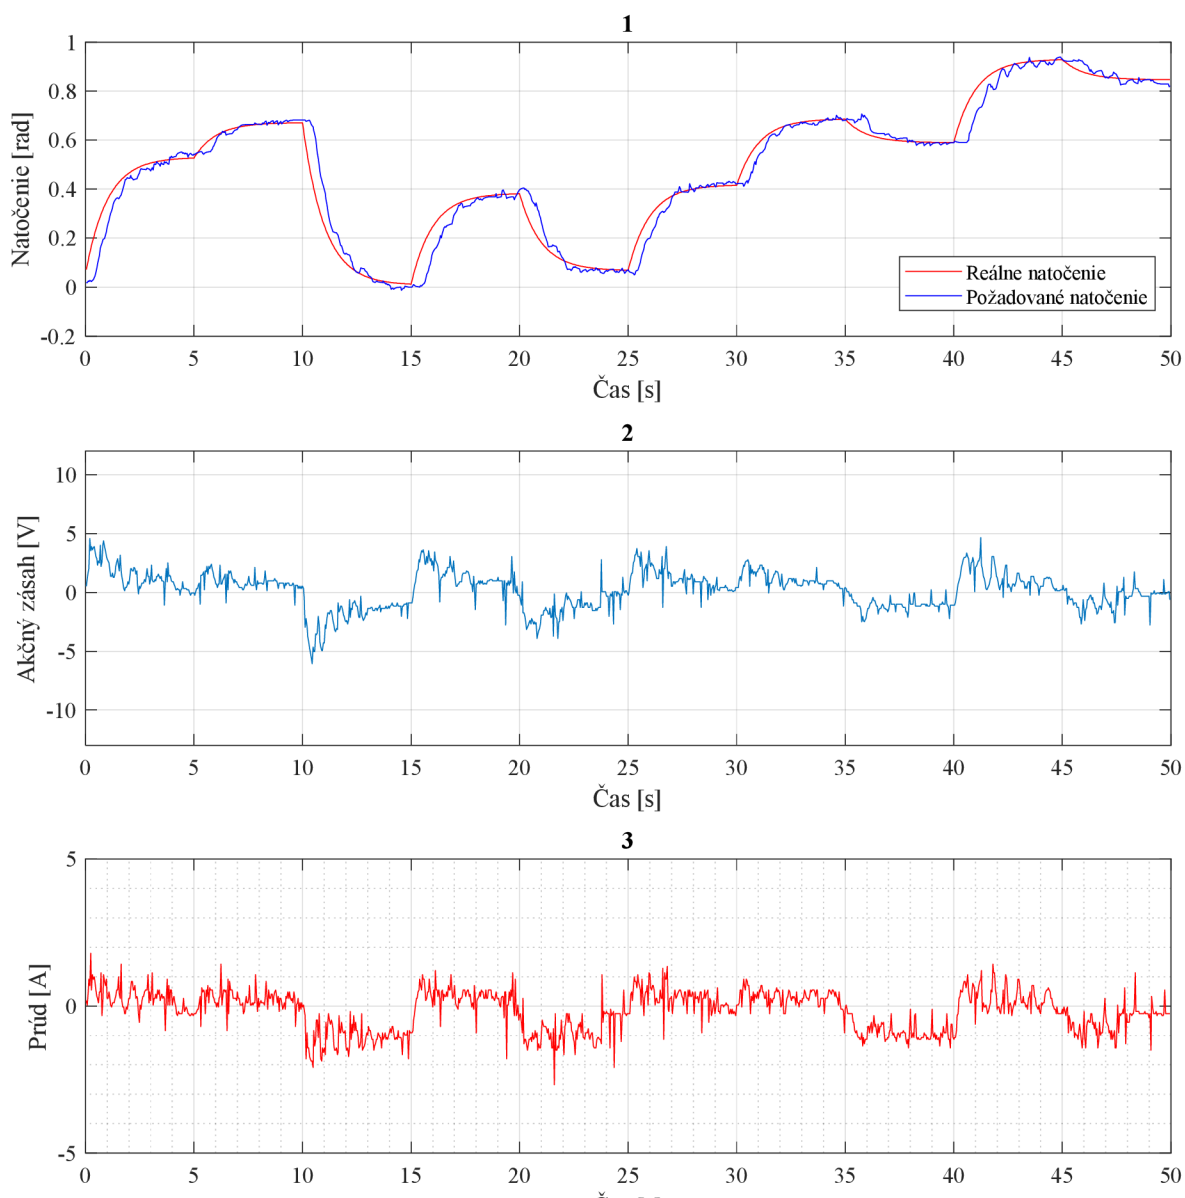 1
1
0.8
0.6
0.4
0.2
0
-0.2
Natočenie [rad]
Reálne natočenie
Požadované natočenie
0 5 10 15 20 25 30 35 40 45 50
Čas [s]
2
10
5
0
-5
-10
Akčný zásah [V]
0 5 10 15 20 25 30 35 40 45 50
Čas [s]
3
5
0
-5
Prúd [A]
0 5 10 15 20 25 30 35 40 45 50